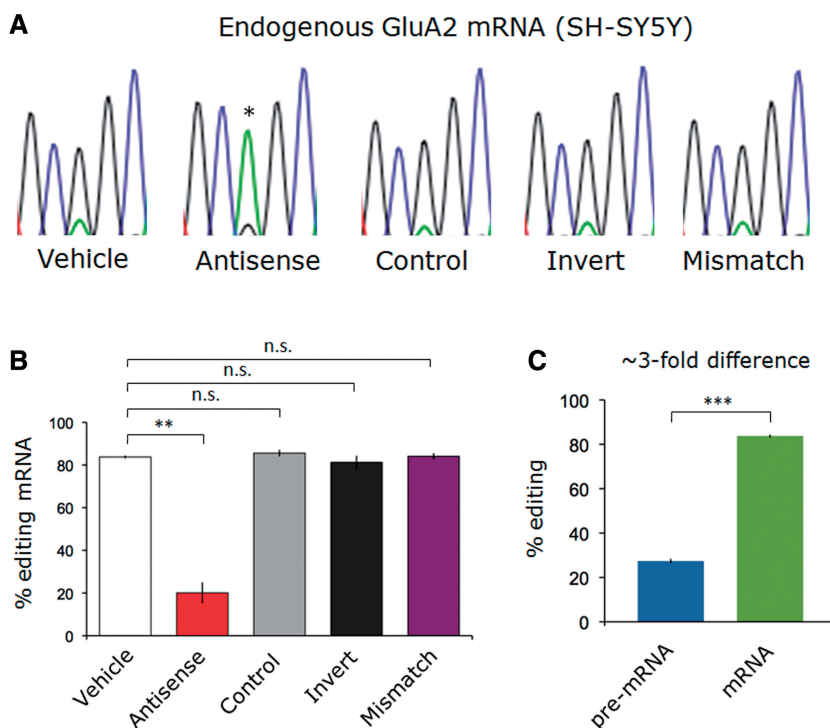 A
Endogenous GluA2 mRNA (SH-SY5Y)
*
Vehicle
Antisense
Control
Invert
Mismatch
B
n.s.
n.s.
n.s.
**
100
80
60
40
20
0
% editing mRNA
Vehicle
Antisense
Control
Invert
Mismatch
C
~3-fold difference
***
100
80
60
40
20
0
% editing
pre-mRNA
mRNA